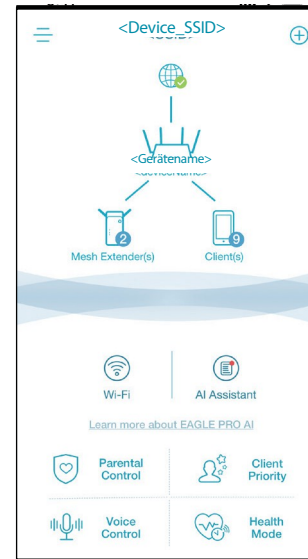 <Device_SSID>
<Gerätename>
2
9
Mesh Extender(s)
Client(s)
Wi-Fi
AI Assistant
Learn more about EAGLE PRO AI
Parental
Control
Client
Priority
Voice
Control
Health
Mode